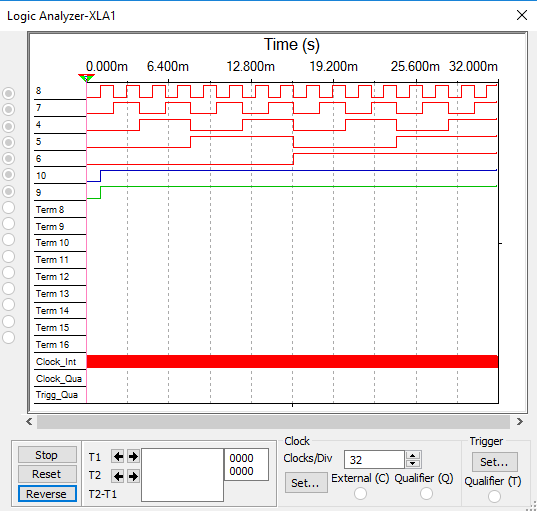 Logic Analyzer-XLA1
Time (s)
0.000m 6.400m 12.800m 19.200m 25.600m 32.000m
8
7
4
5
6
10
9
Term 8
Term 9
Term 10
Term 11
Term 12
Term 13
Term 14
Term 15
Term 16
Clock_Int
Clock_Qua
Trigg_Qua
Stop
Reset
Reverse
T1
T2
T2-T1
0000
0000
Clock
Clocks/Div 32
Set... External (C) Qualifier (Q)
Trigger
Set...
Qualifier (T)